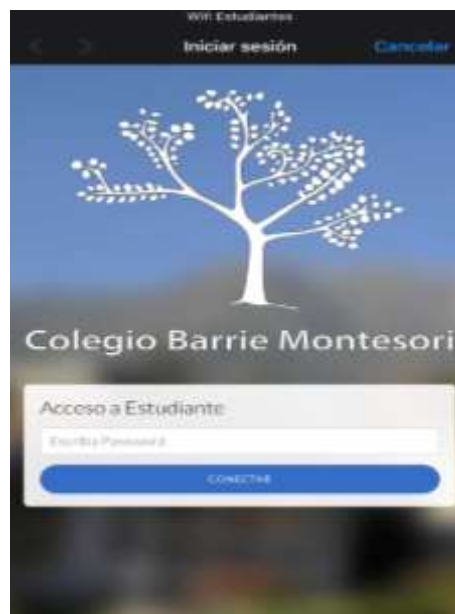 Wifi Estudiantes
Iniciar sesión Cancelar
Colegio Barrie Montesori
Acceso a Estudiante
Escriba Password
CONECTAR